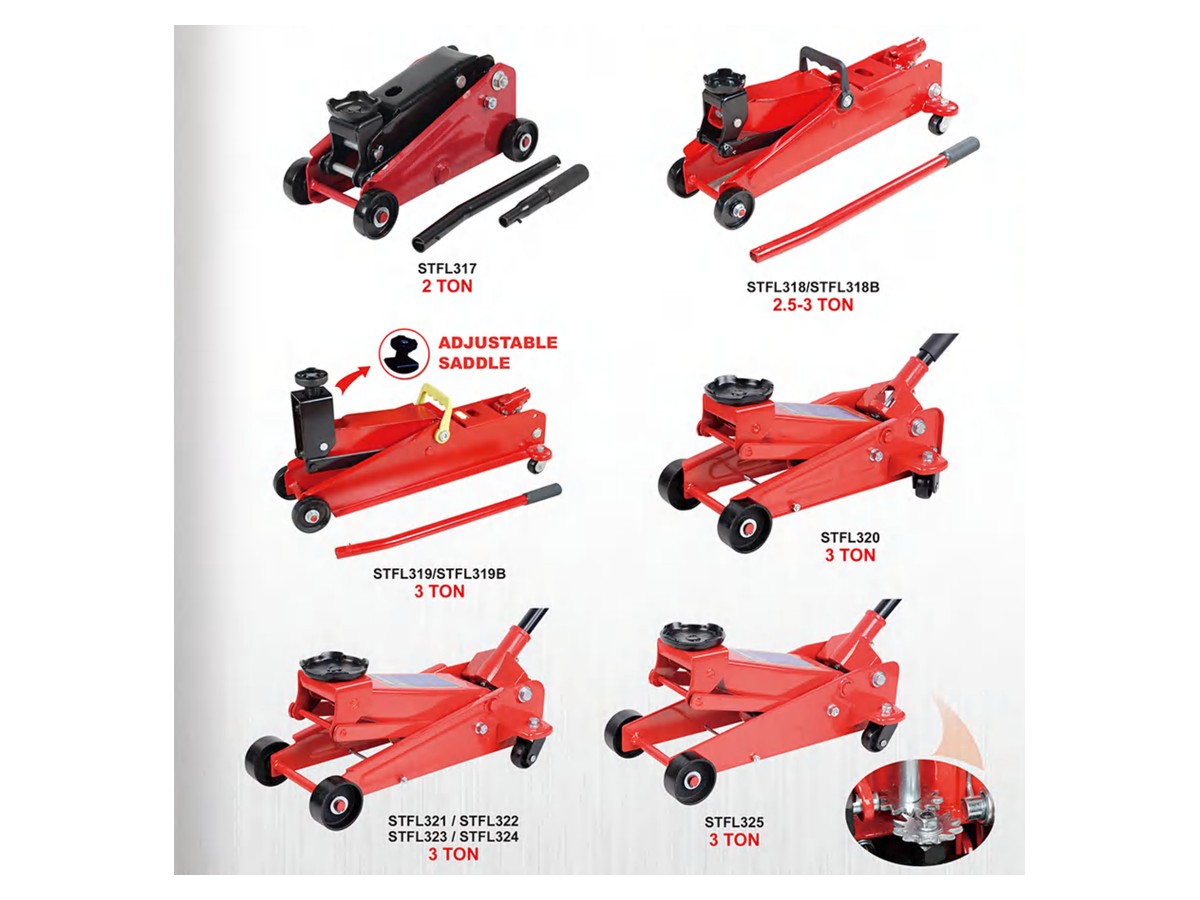 STFL317
2 TON
STFL318/STFL318B
2.5-3 TON
ADJUSTABLE
SADDLE
STFL319/STFL319B
3 TON
STFL320
3 TON
STFL321 / STFL322
STFL323 / STFL324
3 TON
STFL325
3 TON